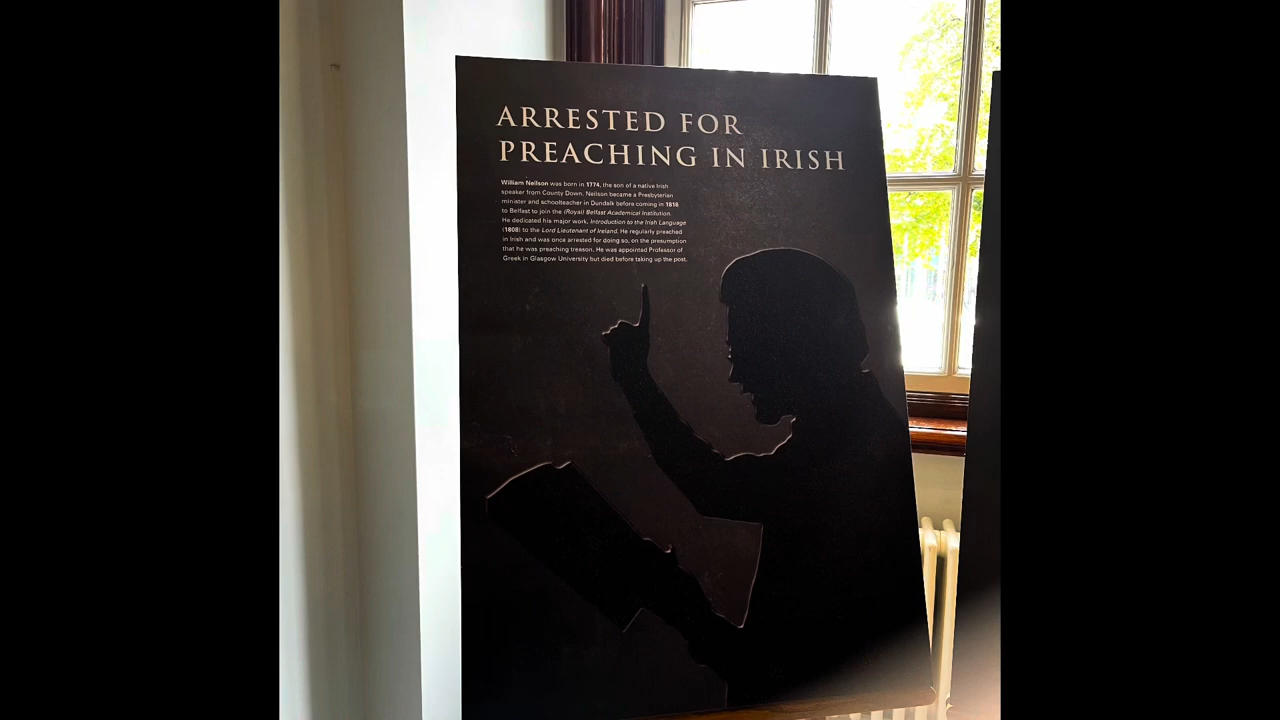 ARRESTED FOR
PREACHING IN IRISH
William Neilson was born in 1774, the son of a native Irish
speaker from County Down. Neilson became a Presbyterian
minister and schoolteacher in Dundalk before coming in 1818
to Belfast to join the (Royal) Belfast Academical Institution.
He dedicated his major work, Introduction to the Irish Language
(1808) to the Lord Lieutenant of Ireland. He regularly preached
in Irish and was once arrested for doing so, on the presumption
that he was preaching treason. He was appointed Professor of
Greek in Glasgow University but died before taking up the post.